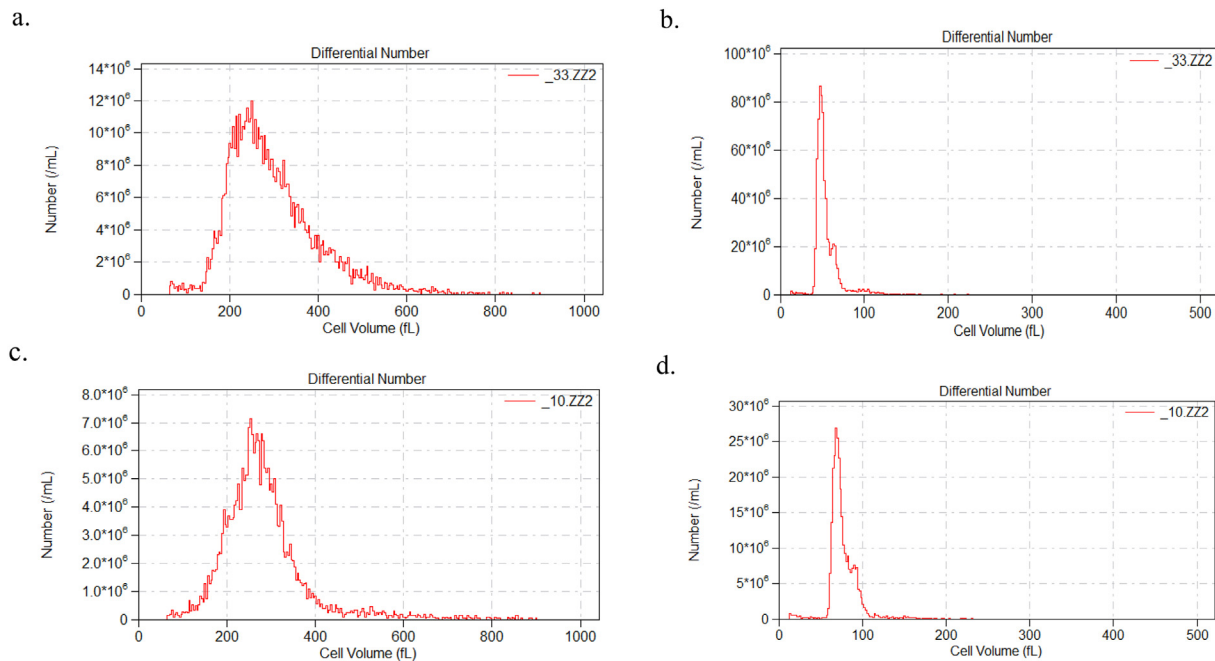 a.
Differential Number
_33.ZZ2
14*10⁶
12*10⁶
10*10⁶
8*10⁶
6*10⁶
4*10⁶
2*10⁶
0
Number (/mL)
0 200 400 600 800 1000
Cell Volume (fL)
b.
Differential Number
_33.ZZ2
100*10⁶
80*10⁶
60*10⁶
40*10⁶
20*10⁶
0
Number (/mL)
0 100 200 300 400 500
Cell Volume (fL)
c.
Differential Number
_10.ZZ2
8.0*10⁶
7.0*10⁶
6.0*10⁶
5.0*10⁶
4.0*10⁶
3.0*10⁶
2.0*10⁶
1.0*10⁶
0
Number (/mL)
0 200 400 600 800 1000
Cell Volume (fL)
d.
Differential Number
_10.ZZ2
30*10⁶
25*10⁶
20*10⁶
15*10⁶
10*10⁶
5*10⁶
0
Number (/mL)
0 100 200 300 400 500
Cell Volume (fL)